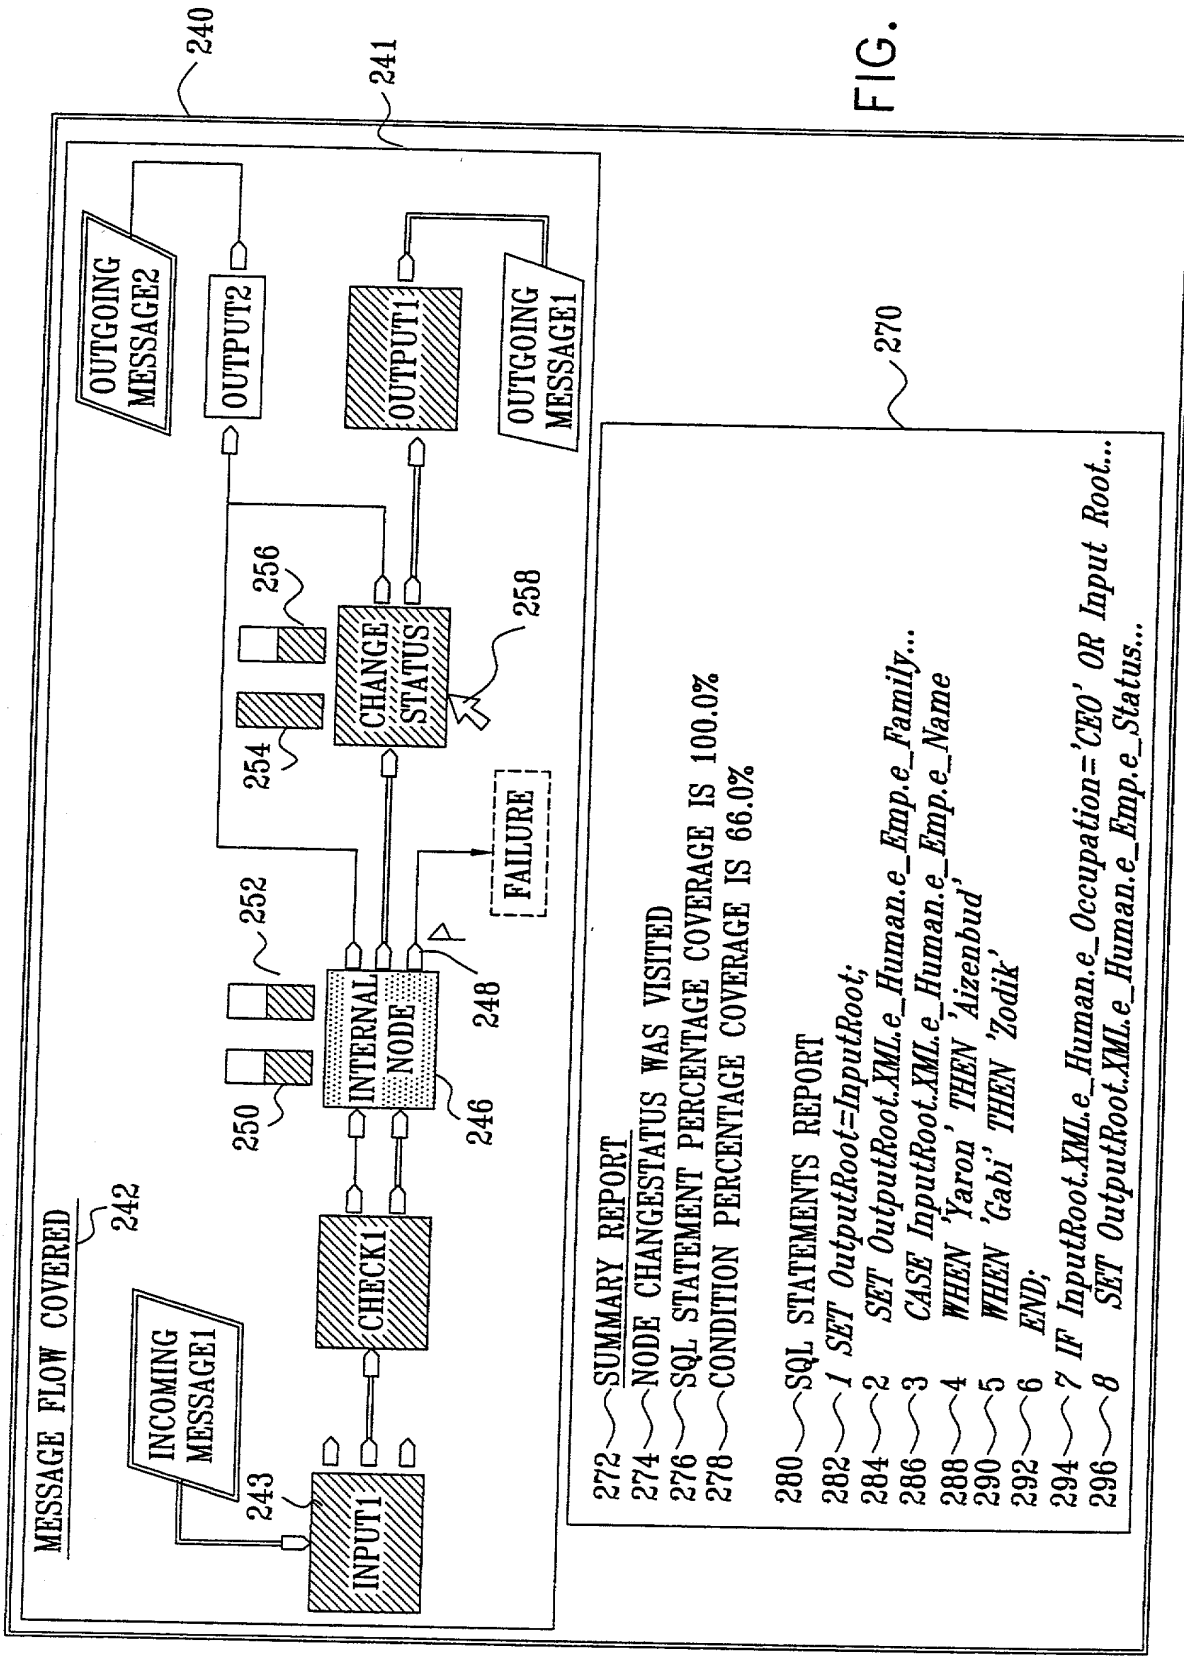 MESSAGE FLOW COVERED
242
240
241
INCOMING
MESSAGE1
243
INPUT1
CHECK1
250
252
INTERNAL
NODE
246
248
FAILURE
254
256
CHANGE
STATUS
258
OUTGOING
MESSAGE2
OUTPUT2
OUTPUT1
OUTGOING
MESSAGE1
270
272 SUMMARY REPORT
274 NODE CHANGESTATUS WAS VISITED
276 SQL STATEMENT PERCENTAGE COVERAGE IS 100.0%
278 CONDITION PERCENTAGE COVERAGE IS 66.0%
280 SQL STATEMENTS REPORT
282 1 SET OutputRoot=InputRoot;
284 2 SET OutputRoot.XML.e_Human.e_Emp.e_Family...
286 3 CASE InputRoot.XML.e_Human.e_Emp.e_Name
288 4 WHEN 'Yaron' THEN 'Aizenbud'
290 5 WHEN 'Gabi' THEN 'Zodik'
292 6 END;
294 7 IF InputRoot.XML.e_Human.e_Occupation='CEO' OR Input Root...
296 8 SET OutputRoot.XML.e_Human.e_Emp.e_Status...
FIG.